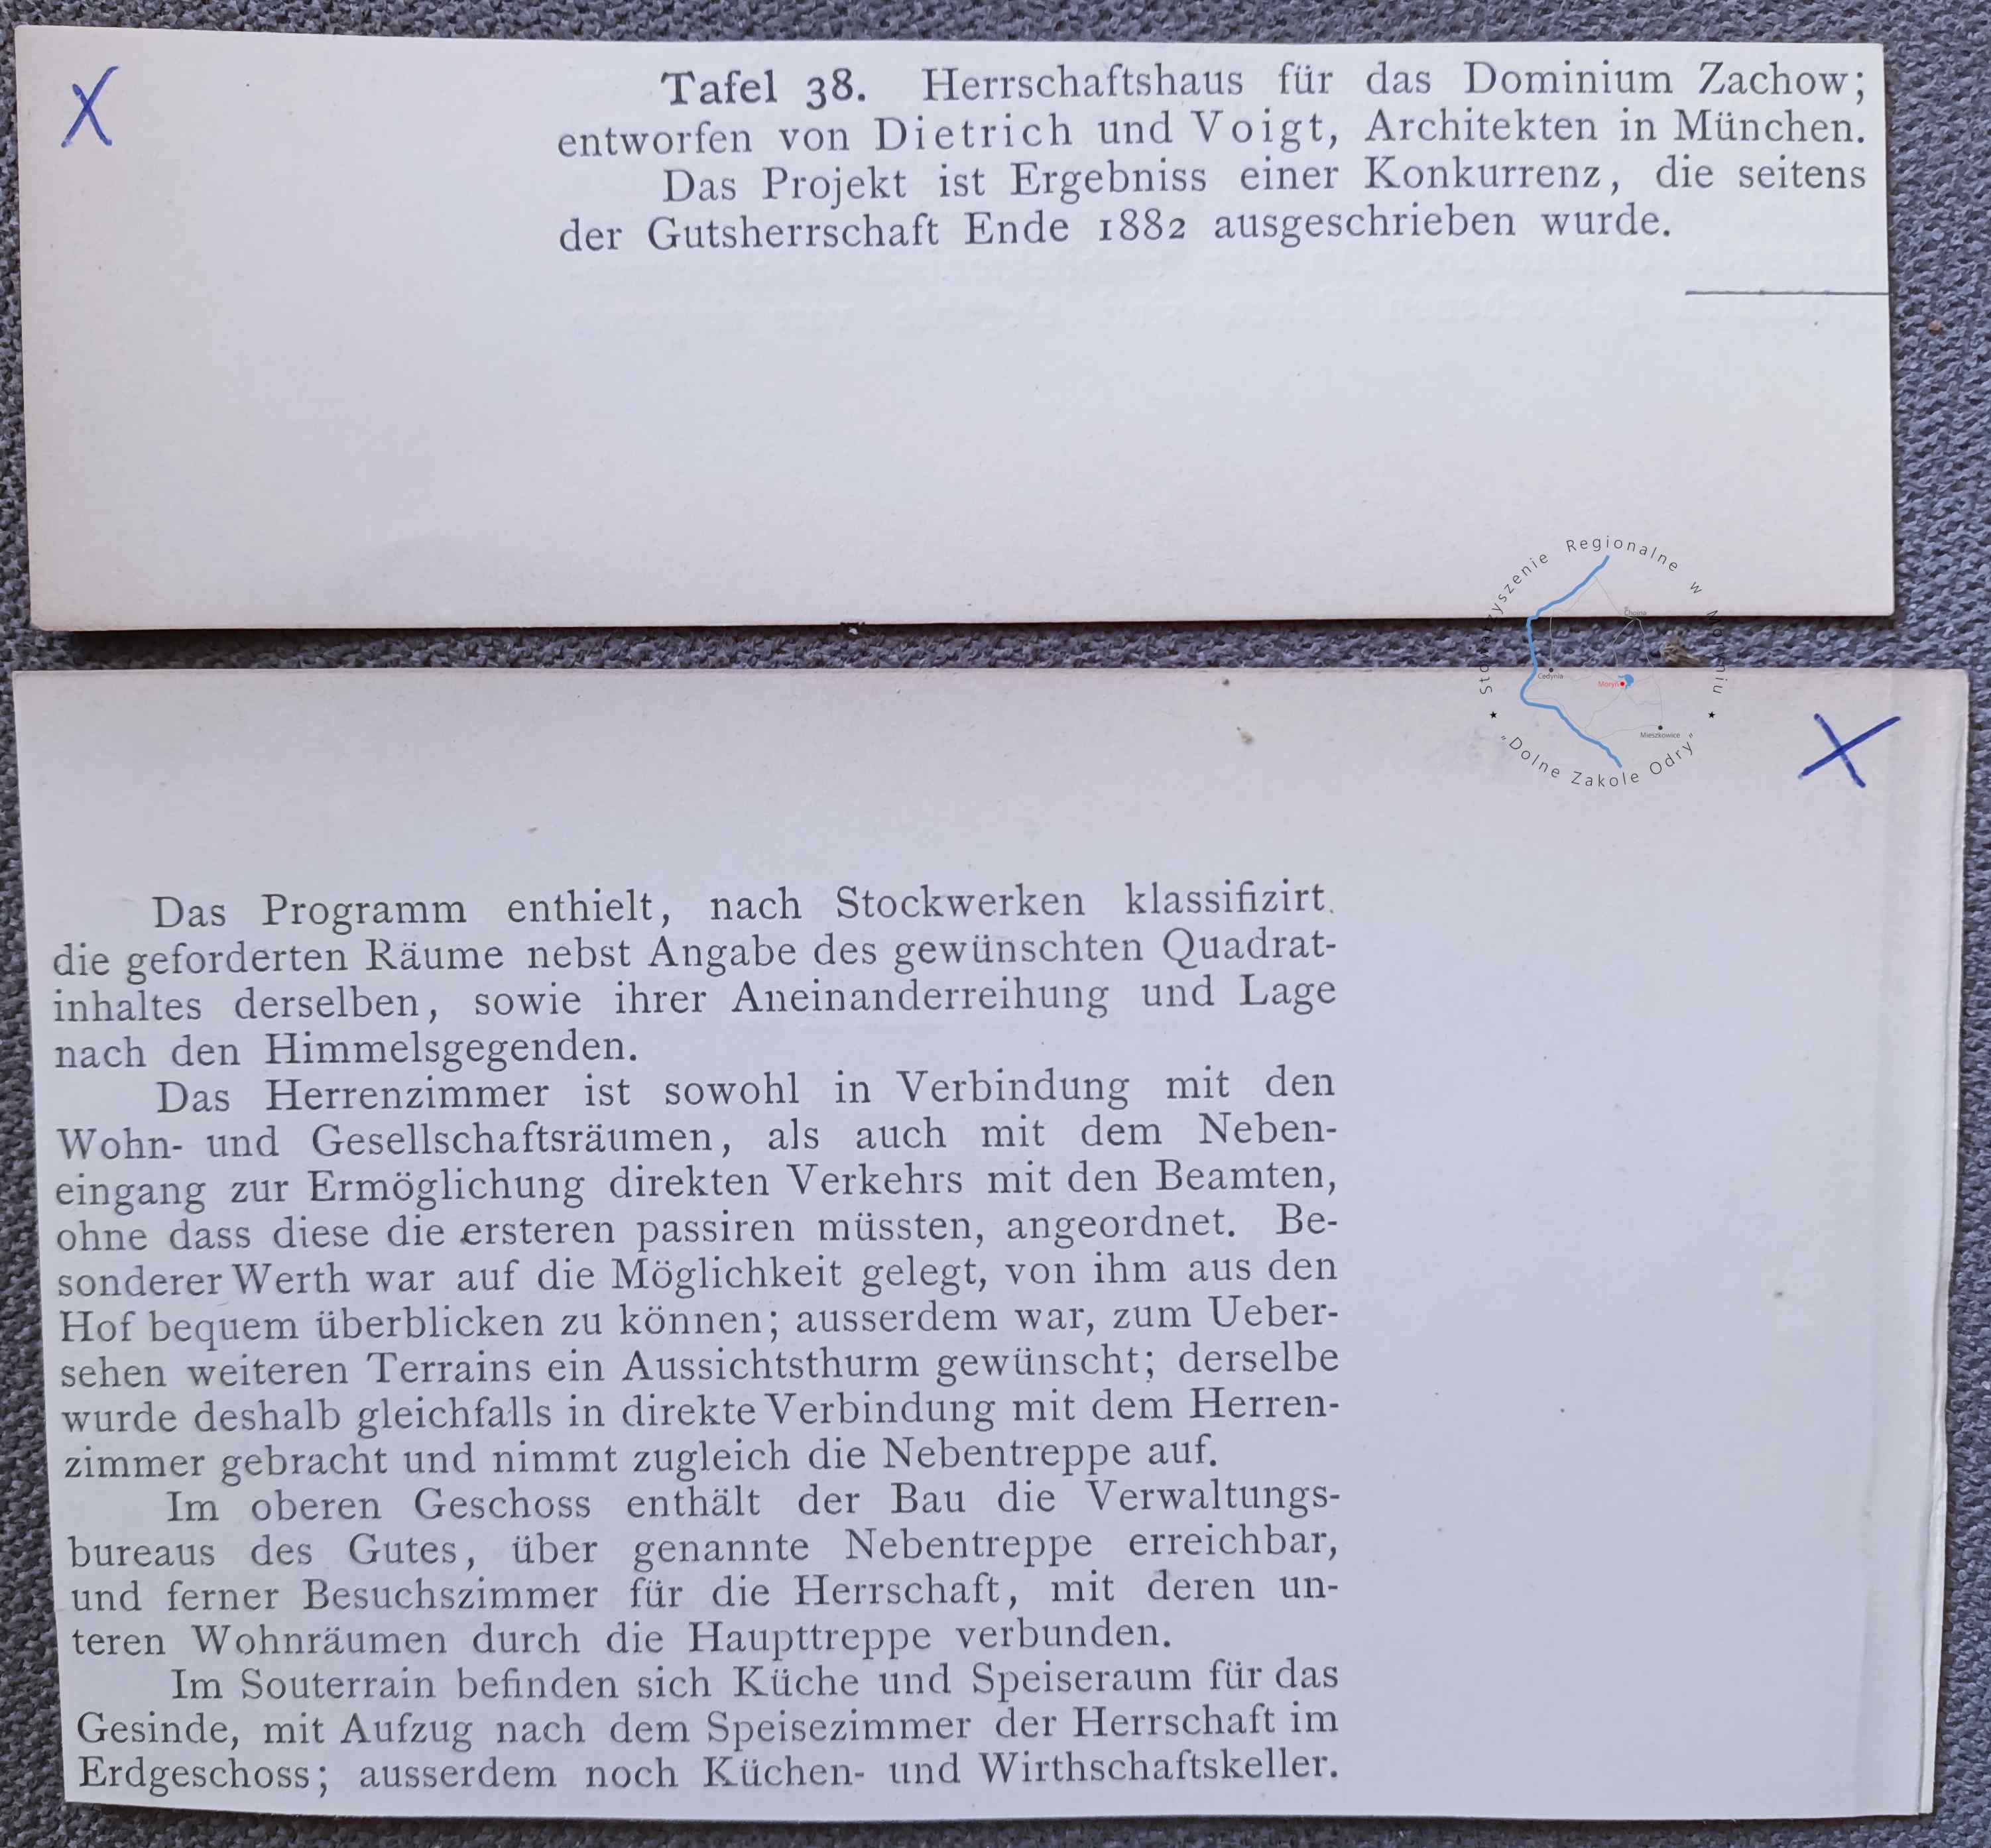 X
Tafel 38. Herrschaftshaus für das Dominium Zachow;
entworfen von Dietrich und Voigt, Architekten in München.
Das Projekt ist Ergebniss einer Konkurrenz, die seitens
der Gutsherrschaft Ende 1882 ausgeschrieben wurde.
Stowarzyszenie Regionalne w Moryniu
Chojna
Cedynia
Moryń
Mieszkowice
★ "Dolne Zakole Odry" ★
X
Das Programm enthielt, nach Stockwerken klassifizirt.
die geforderten Räume nebst Angabe des gewünschten Quadrat-
inhaltes derselben, sowie ihrer Aneinanderreihung und Lage
nach den Himmelsgegenden.
Das Herrenzimmer ist sowohl in Verbindung mit den
Wohn- und Gesellschaftsräumen, als auch mit dem Neben-
eingang zur Ermöglichung direkten Verkehrs mit den Beamten,
ohne dass diese die ersteren passiren müssten, angeordnet. Be-
sonderer Werth war auf die Möglichkeit gelegt, von ihm aus den
Hof bequem überblicken zu können; ausserdem war, zum Ueber-
sehen weiteren Terrains ein Aussichtsthurm gewünscht; derselbe
wurde deshalb gleichfalls in direkte Verbindung mit dem Herren-
zimmer gebracht und nimmt zugleich die Nebentreppe auf.
Im oberen Geschoss enthält der Bau die Verwaltungs-
bureaus des Gutes, über genannte Nebentreppe erreichbar,
und ferner Besuchszimmer für die Herrschaft, mit deren un-
teren Wohnräumen durch die Haupttreppe verbunden.
Im Souterrain befinden sich Küche und Speiseraum für das
Gesinde, mit Aufzug nach dem Speisezimmer der Herrschaft im
Erdgeschoss; ausserdem noch Küchen- und Wirthschaftskeller.